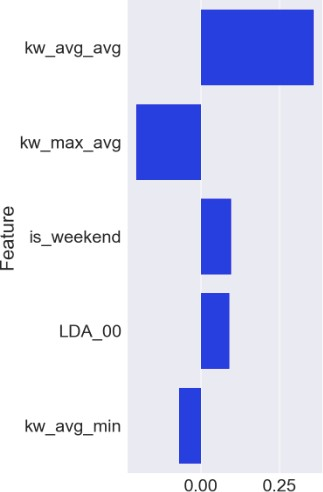 kw_avg_avg
kw_max_avg
Feature
is_weekend
LDA_00
kw_avg_min
0.00 0.25